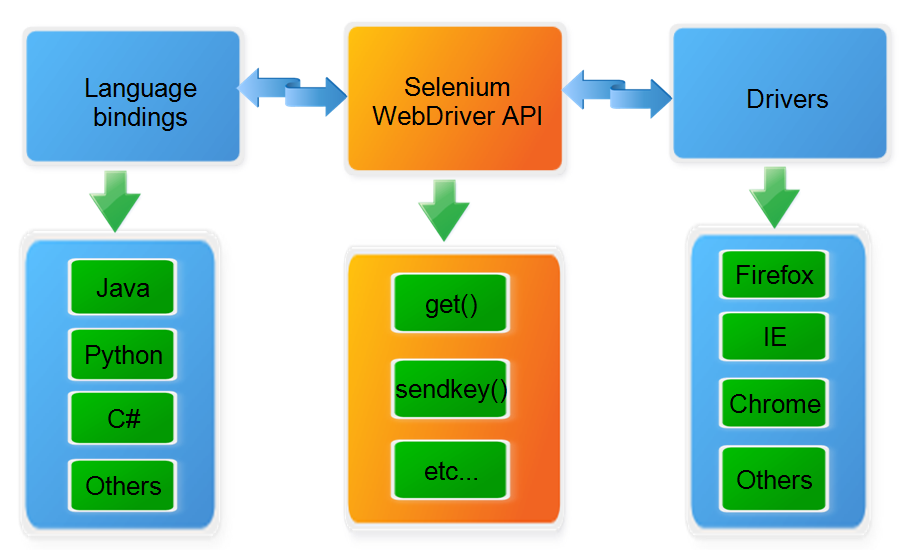 Language
bindings
Selenium
WebDriver API
Drivers
Java
Python
C#
Others
get()
sendkey()
etc...
Firefox
IE
Chrome
Others